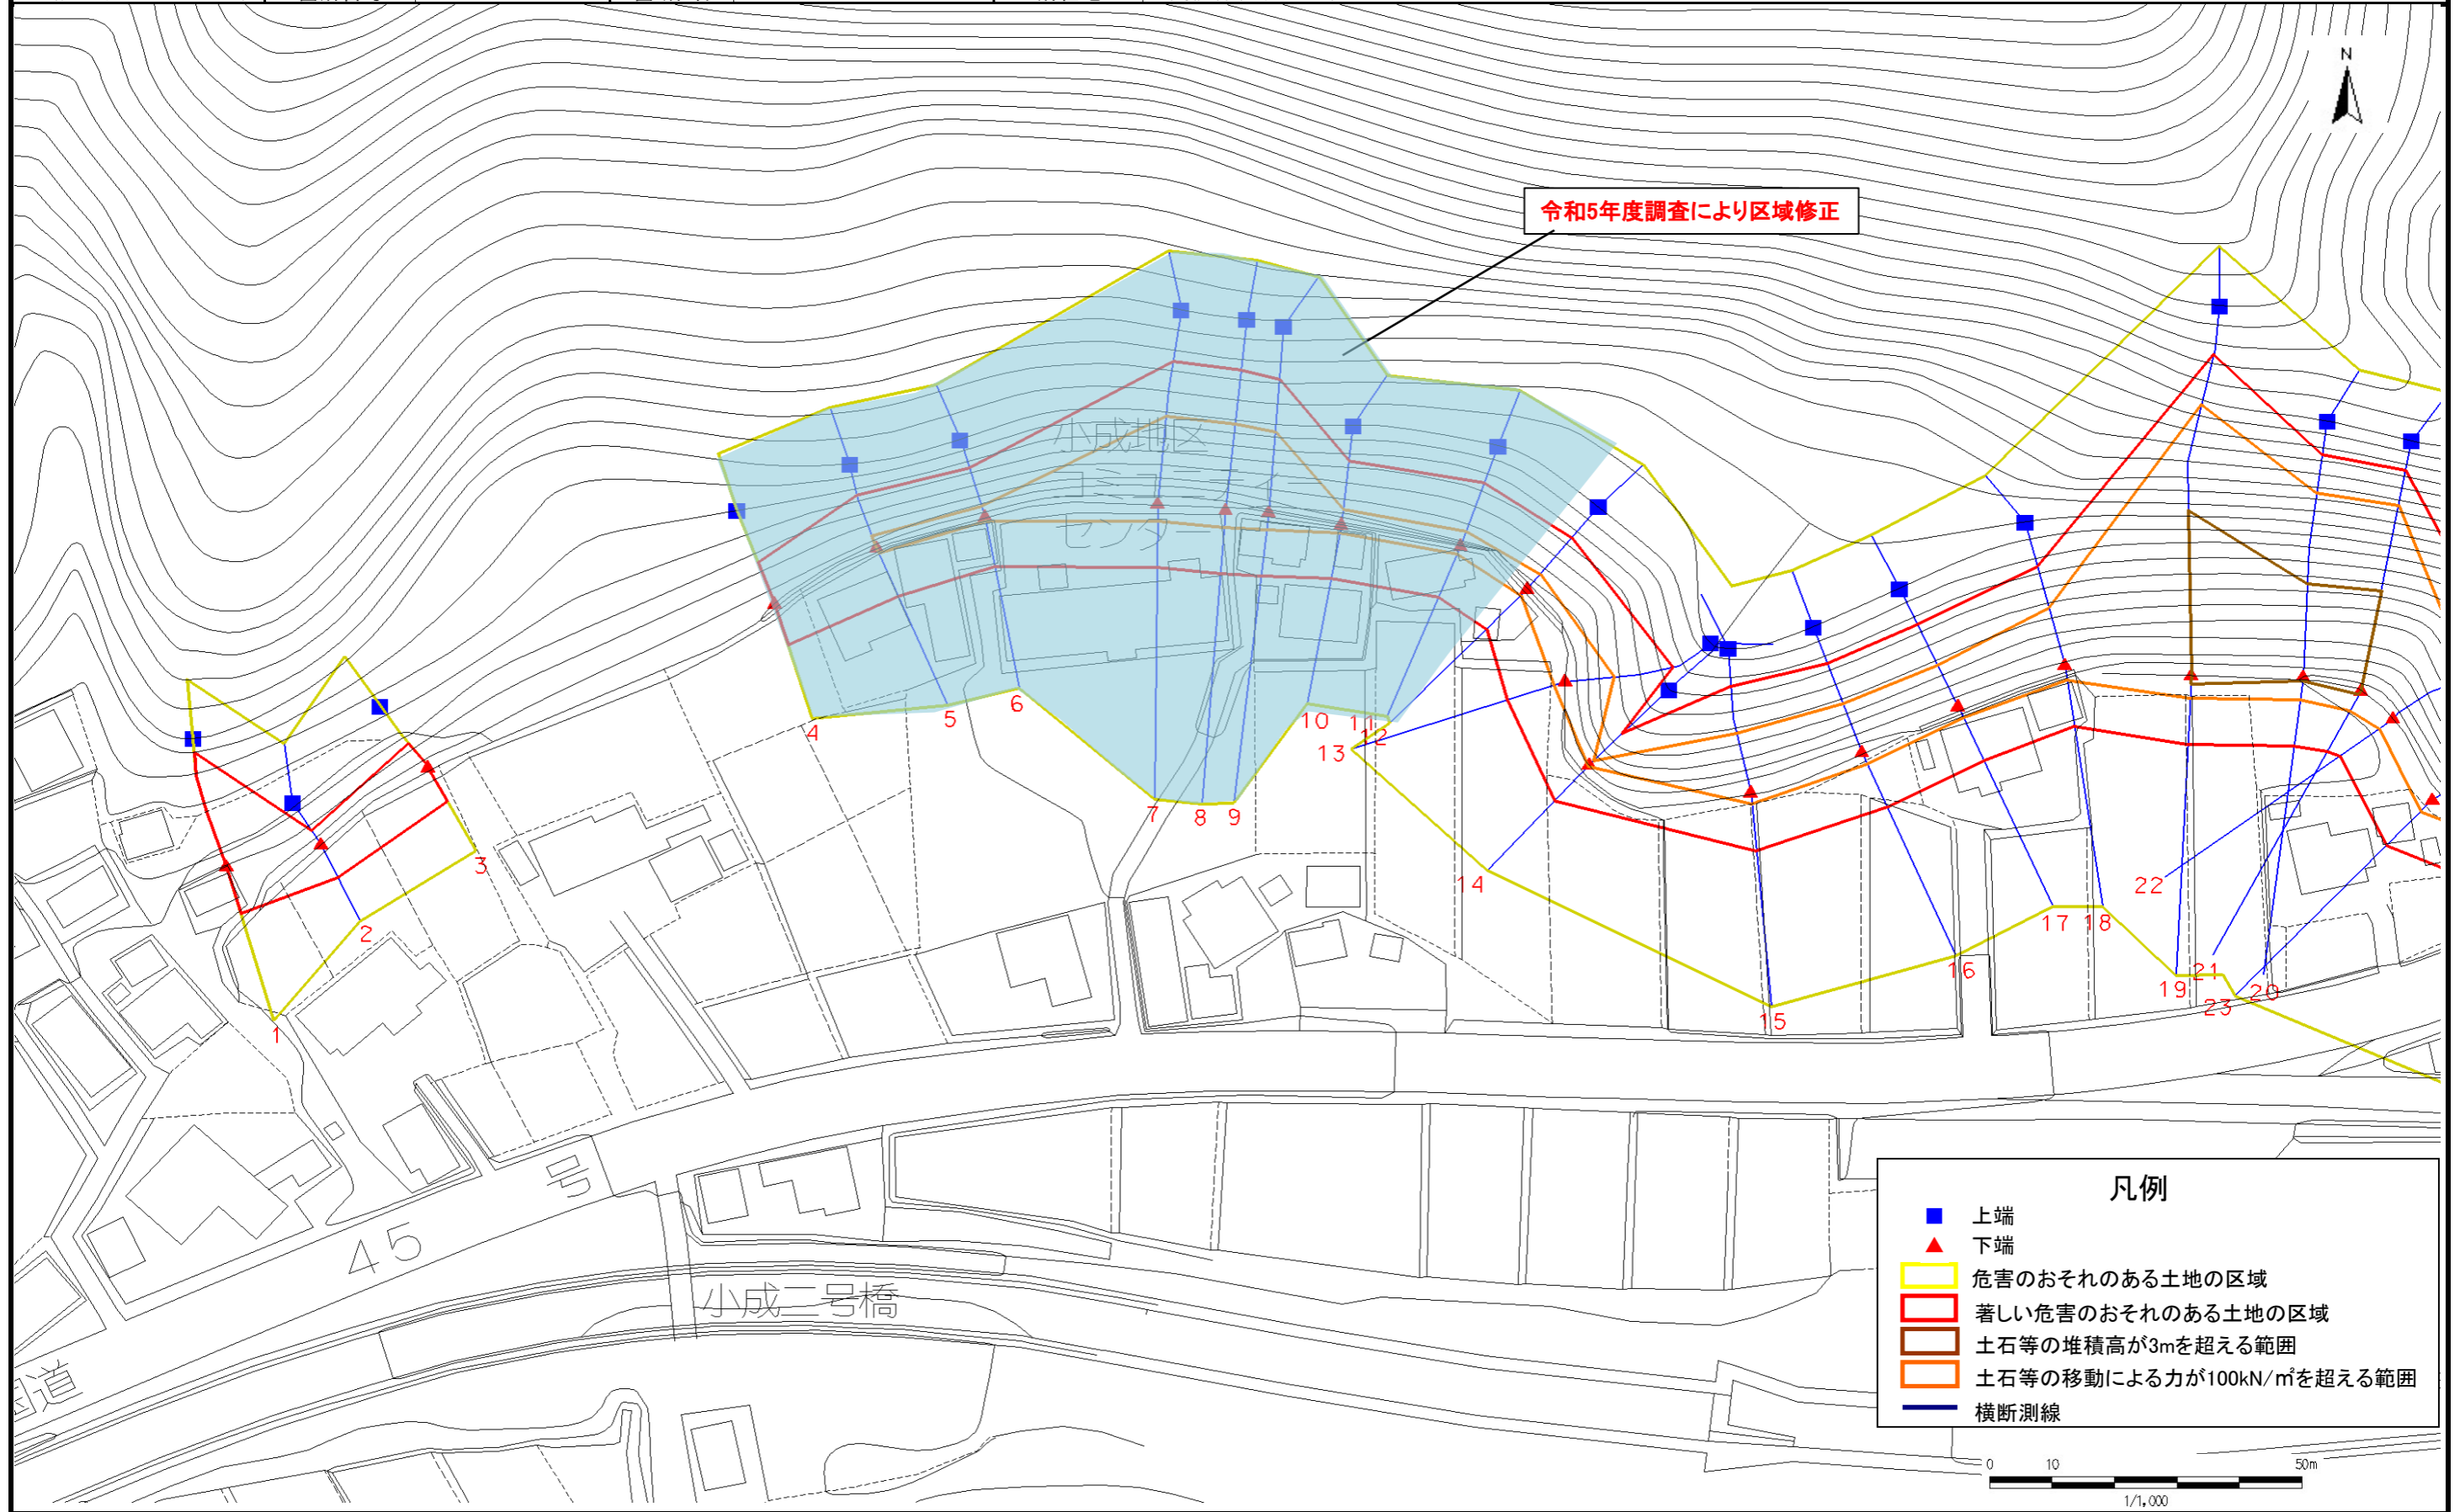 N
令和5年度調査により区域修正
小成地区
コミュニティ
センター
1
2
3
4
5
6
7
8
9
10
11
12
13
14
15
16
17
18
19
20
21
22
23
号
45
道
小成二号橋
凡例
上端
下端
危害のおそれのある土地の区域
著しい危害のおそれのある土地の区域
土石等の堆積高が3mを超える範囲
土石等の移動による力が100kN/㎡を超える範囲
横断測線
0 10 50m
1/1,000